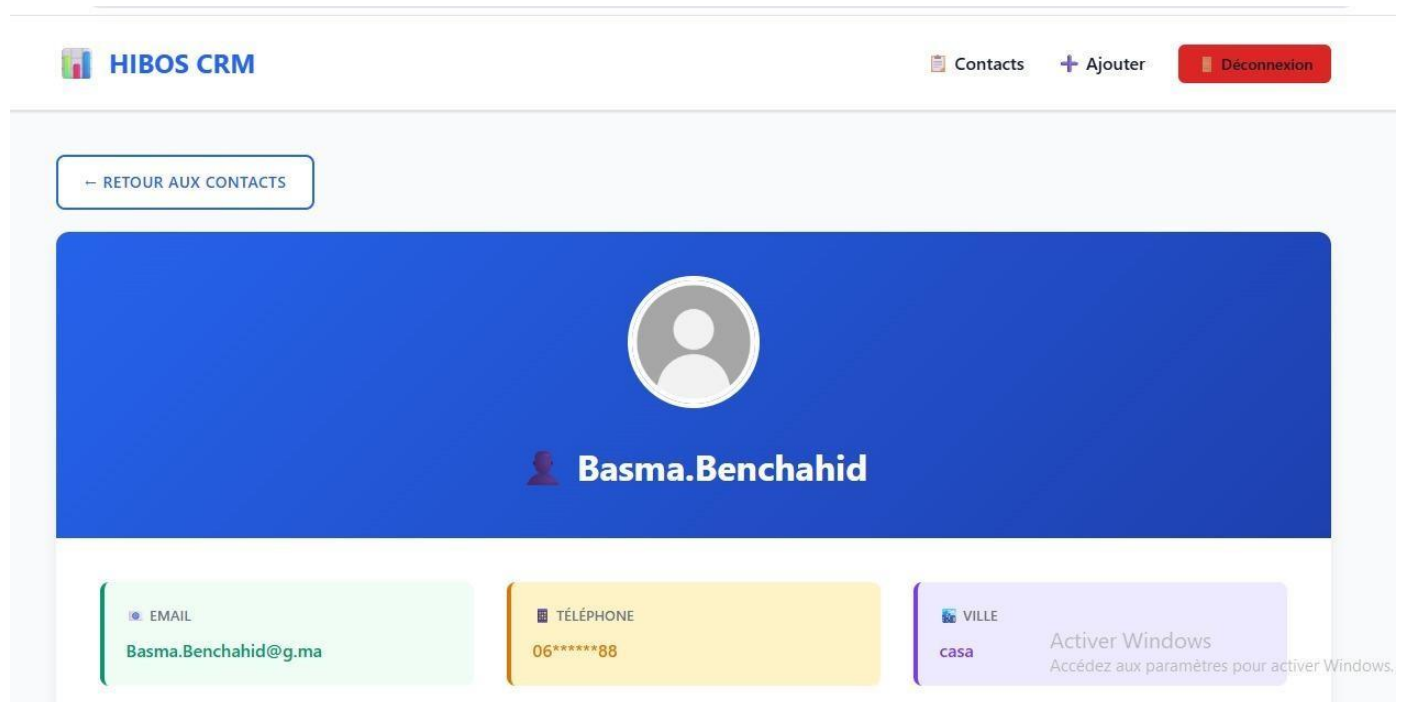 HIBOS CRM
Contacts
Ajouter
Déconnexion
← RETOUR AUX CONTACTS
Basma.Benchahid
EMAIL
Basma.Benchahid@g.ma
TÉLÉPHONE
06******88
VILLE
casa
Activer Windows
Accédez aux paramètres pour activer Windows.